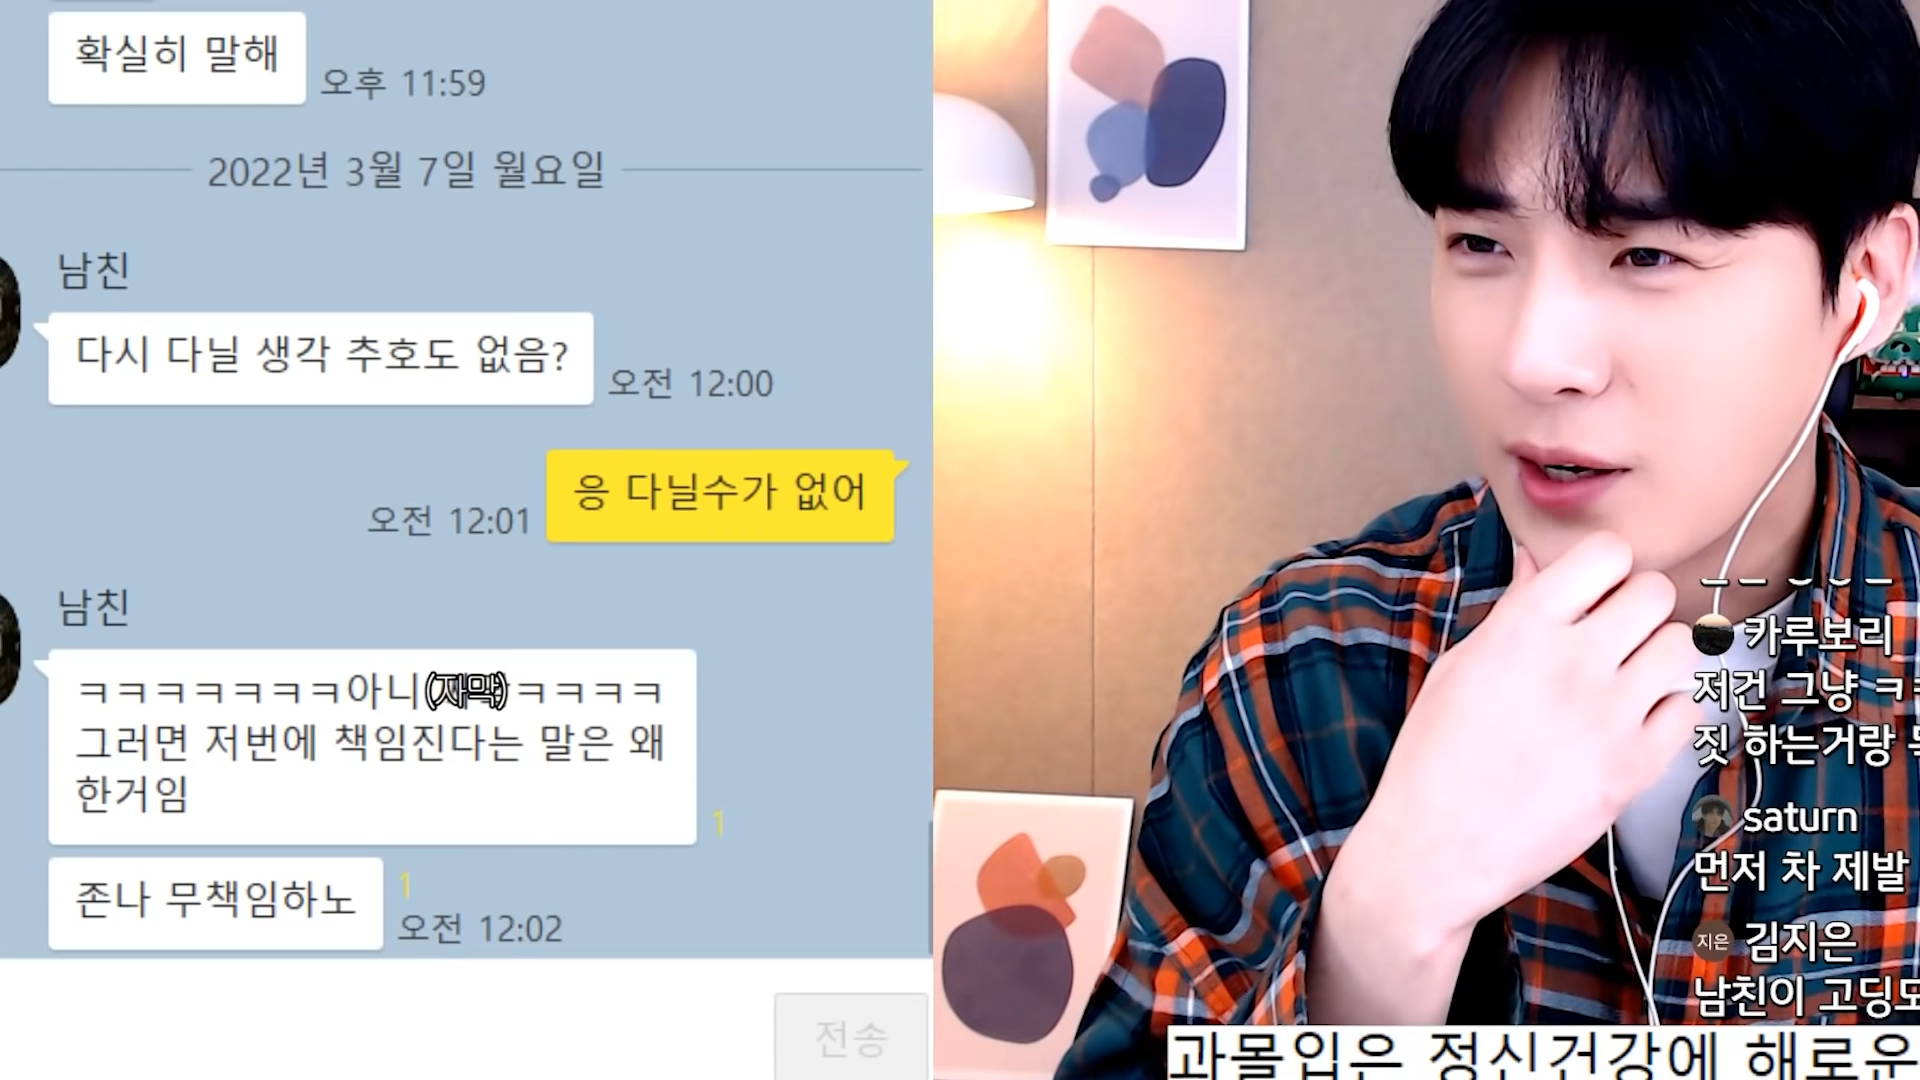 확실히 말해
오후 11:59
2022년 3월 7일 월요일
남친
다시 다닐 생각 추호도 없음?
오전 12:00
응 다닐수가 없어
오전 12:01
남친
ㅋㅋㅋㅋㅋㅋㅋ아니(자막)ㅋㅋㅋㅋ
그러면 저번에 책임진다는 말은 왜
한거임
1
존나 무책임하노
1
오전 12:02
전송
카루보리
저건 그냥 ㅋㅋ
짓 하는거랑
saturn
먼저 차 제발
지은
김지은
남친이 고딩
과몰입은 정신건강에 해로운